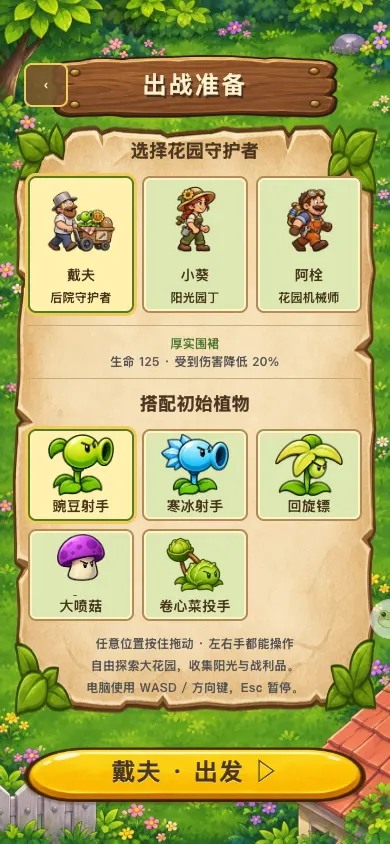 出战准备
选择花园守护者
戴夫
后院守护者
小葵
阳光园丁
阿栓
花园机械师
厚实围裙
生命 125 · 受到伤害降低 20%
搭配初始植物
豌豆射手
寒冰射手
回旋镖
大喷菇
卷心菜投手
任意位置按住拖动 · 左右手都能操作
自由探索大花园，收集阳光与战利品。
电脑使用 WASD / 方向键，Esc 暂停。
戴夫 · 出发 ▷